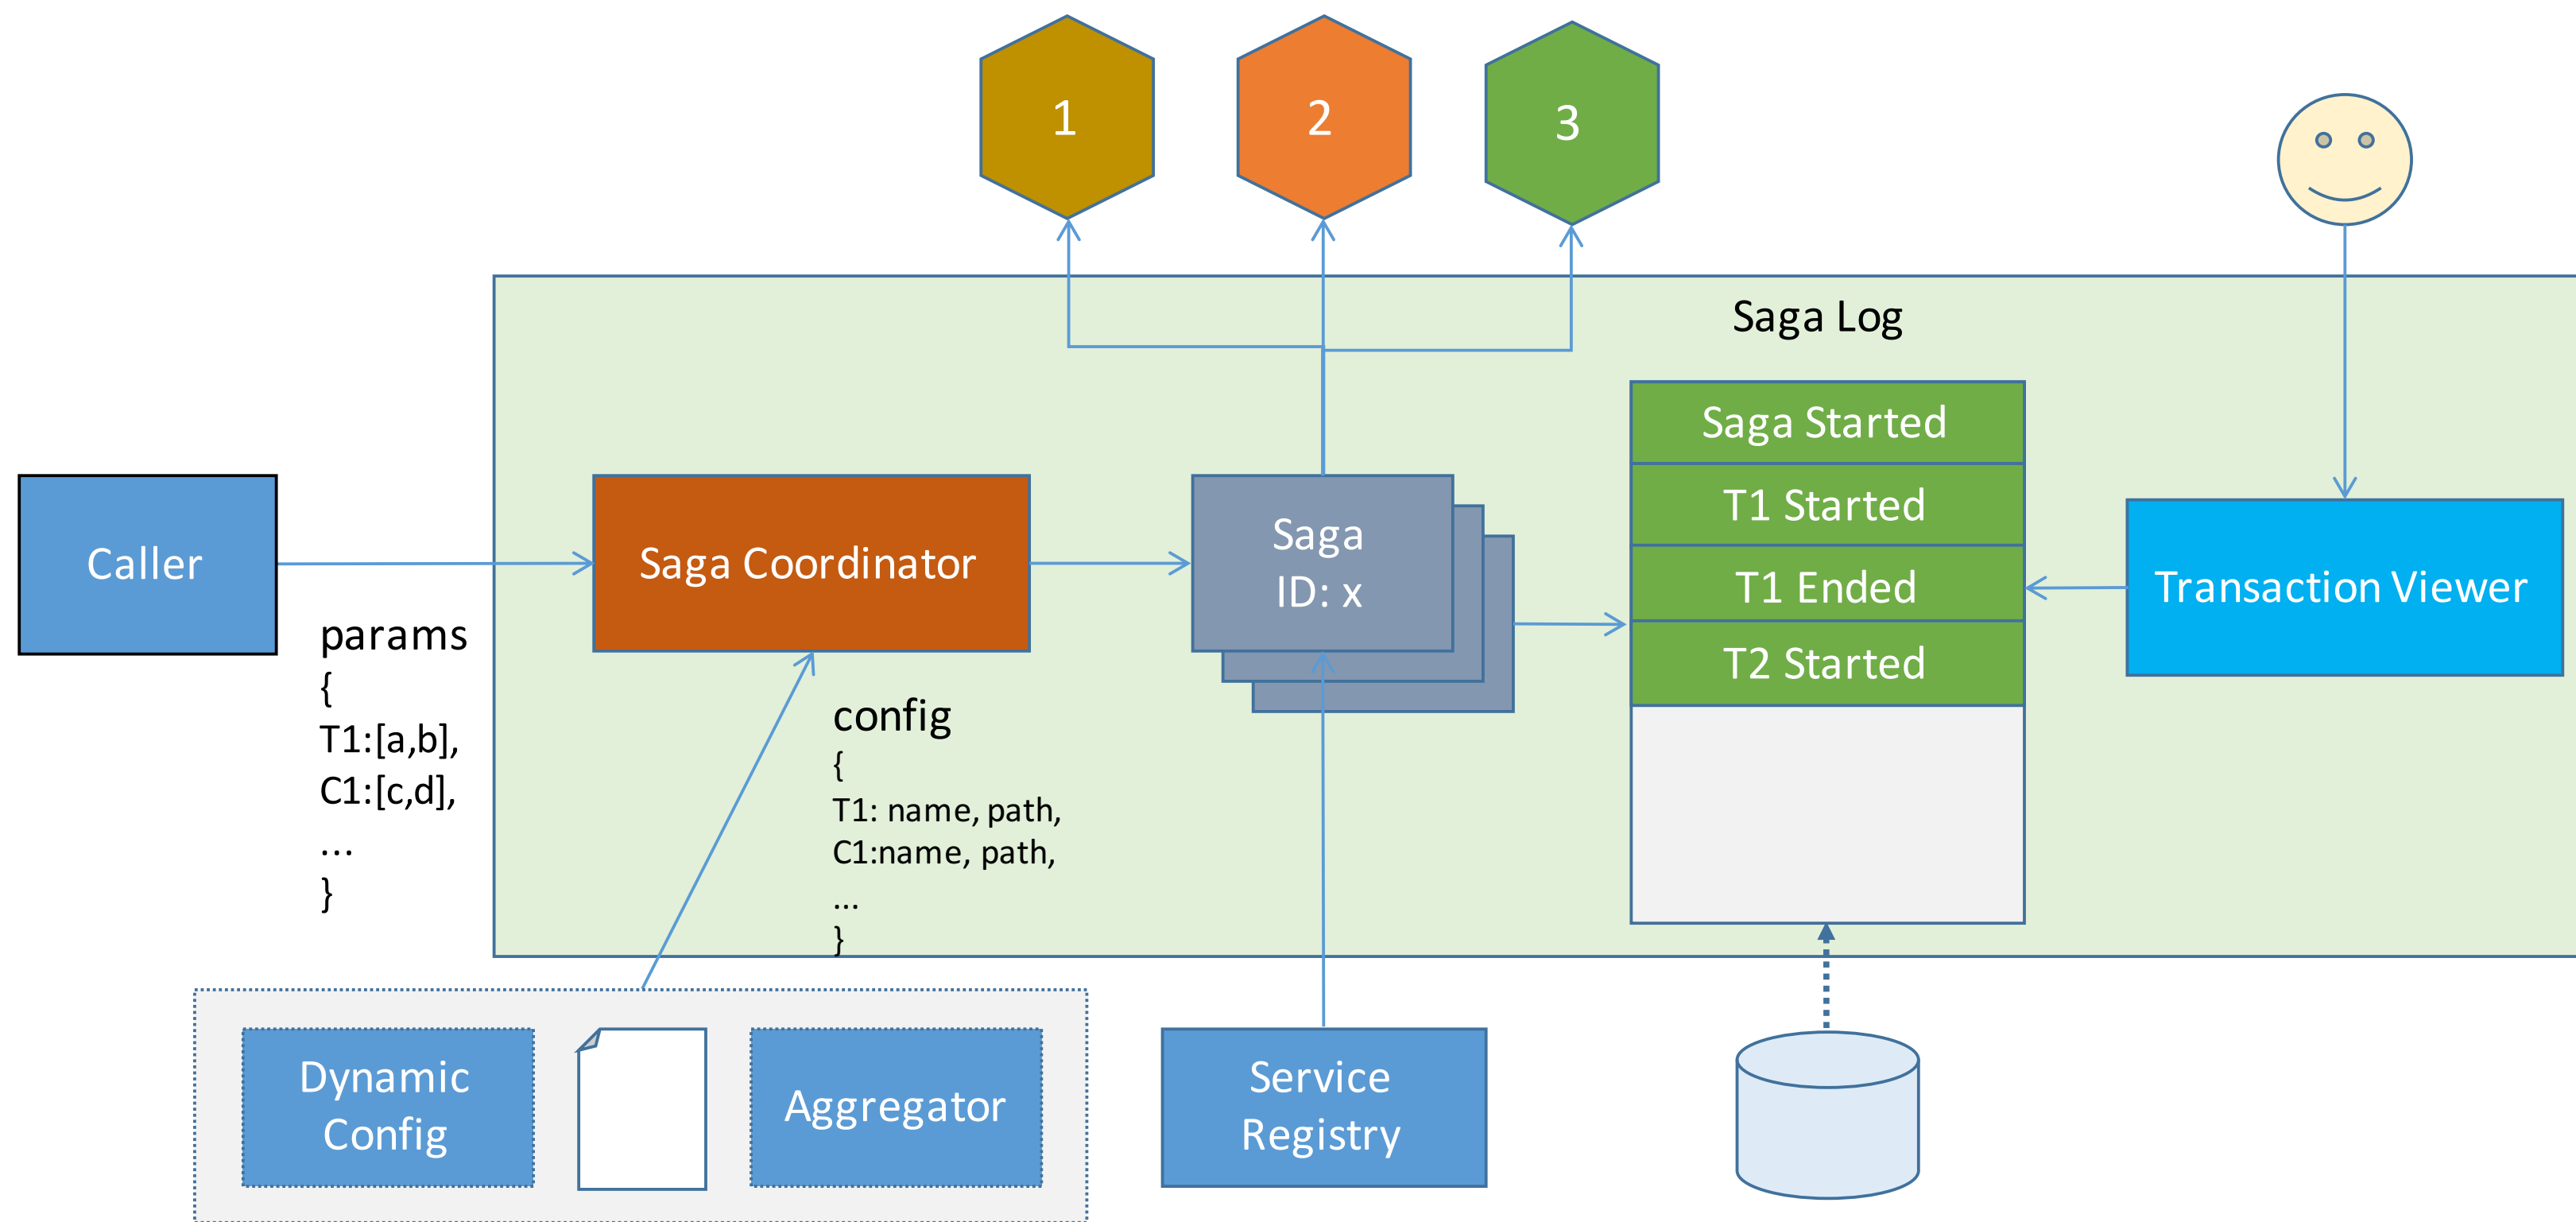 1
2
3
Saga Log
Caller
params
{
T1:[a,b],
C1:[c,d],
...
}
Saga Coordinator
config
{
T1: name, path,
C1:name, path,
...
}
Saga
ID: x
Saga Started
T1 Started
T1 Ended
T2 Started
Transaction Viewer
Dynamic
Config
Aggregator
Service
Registry